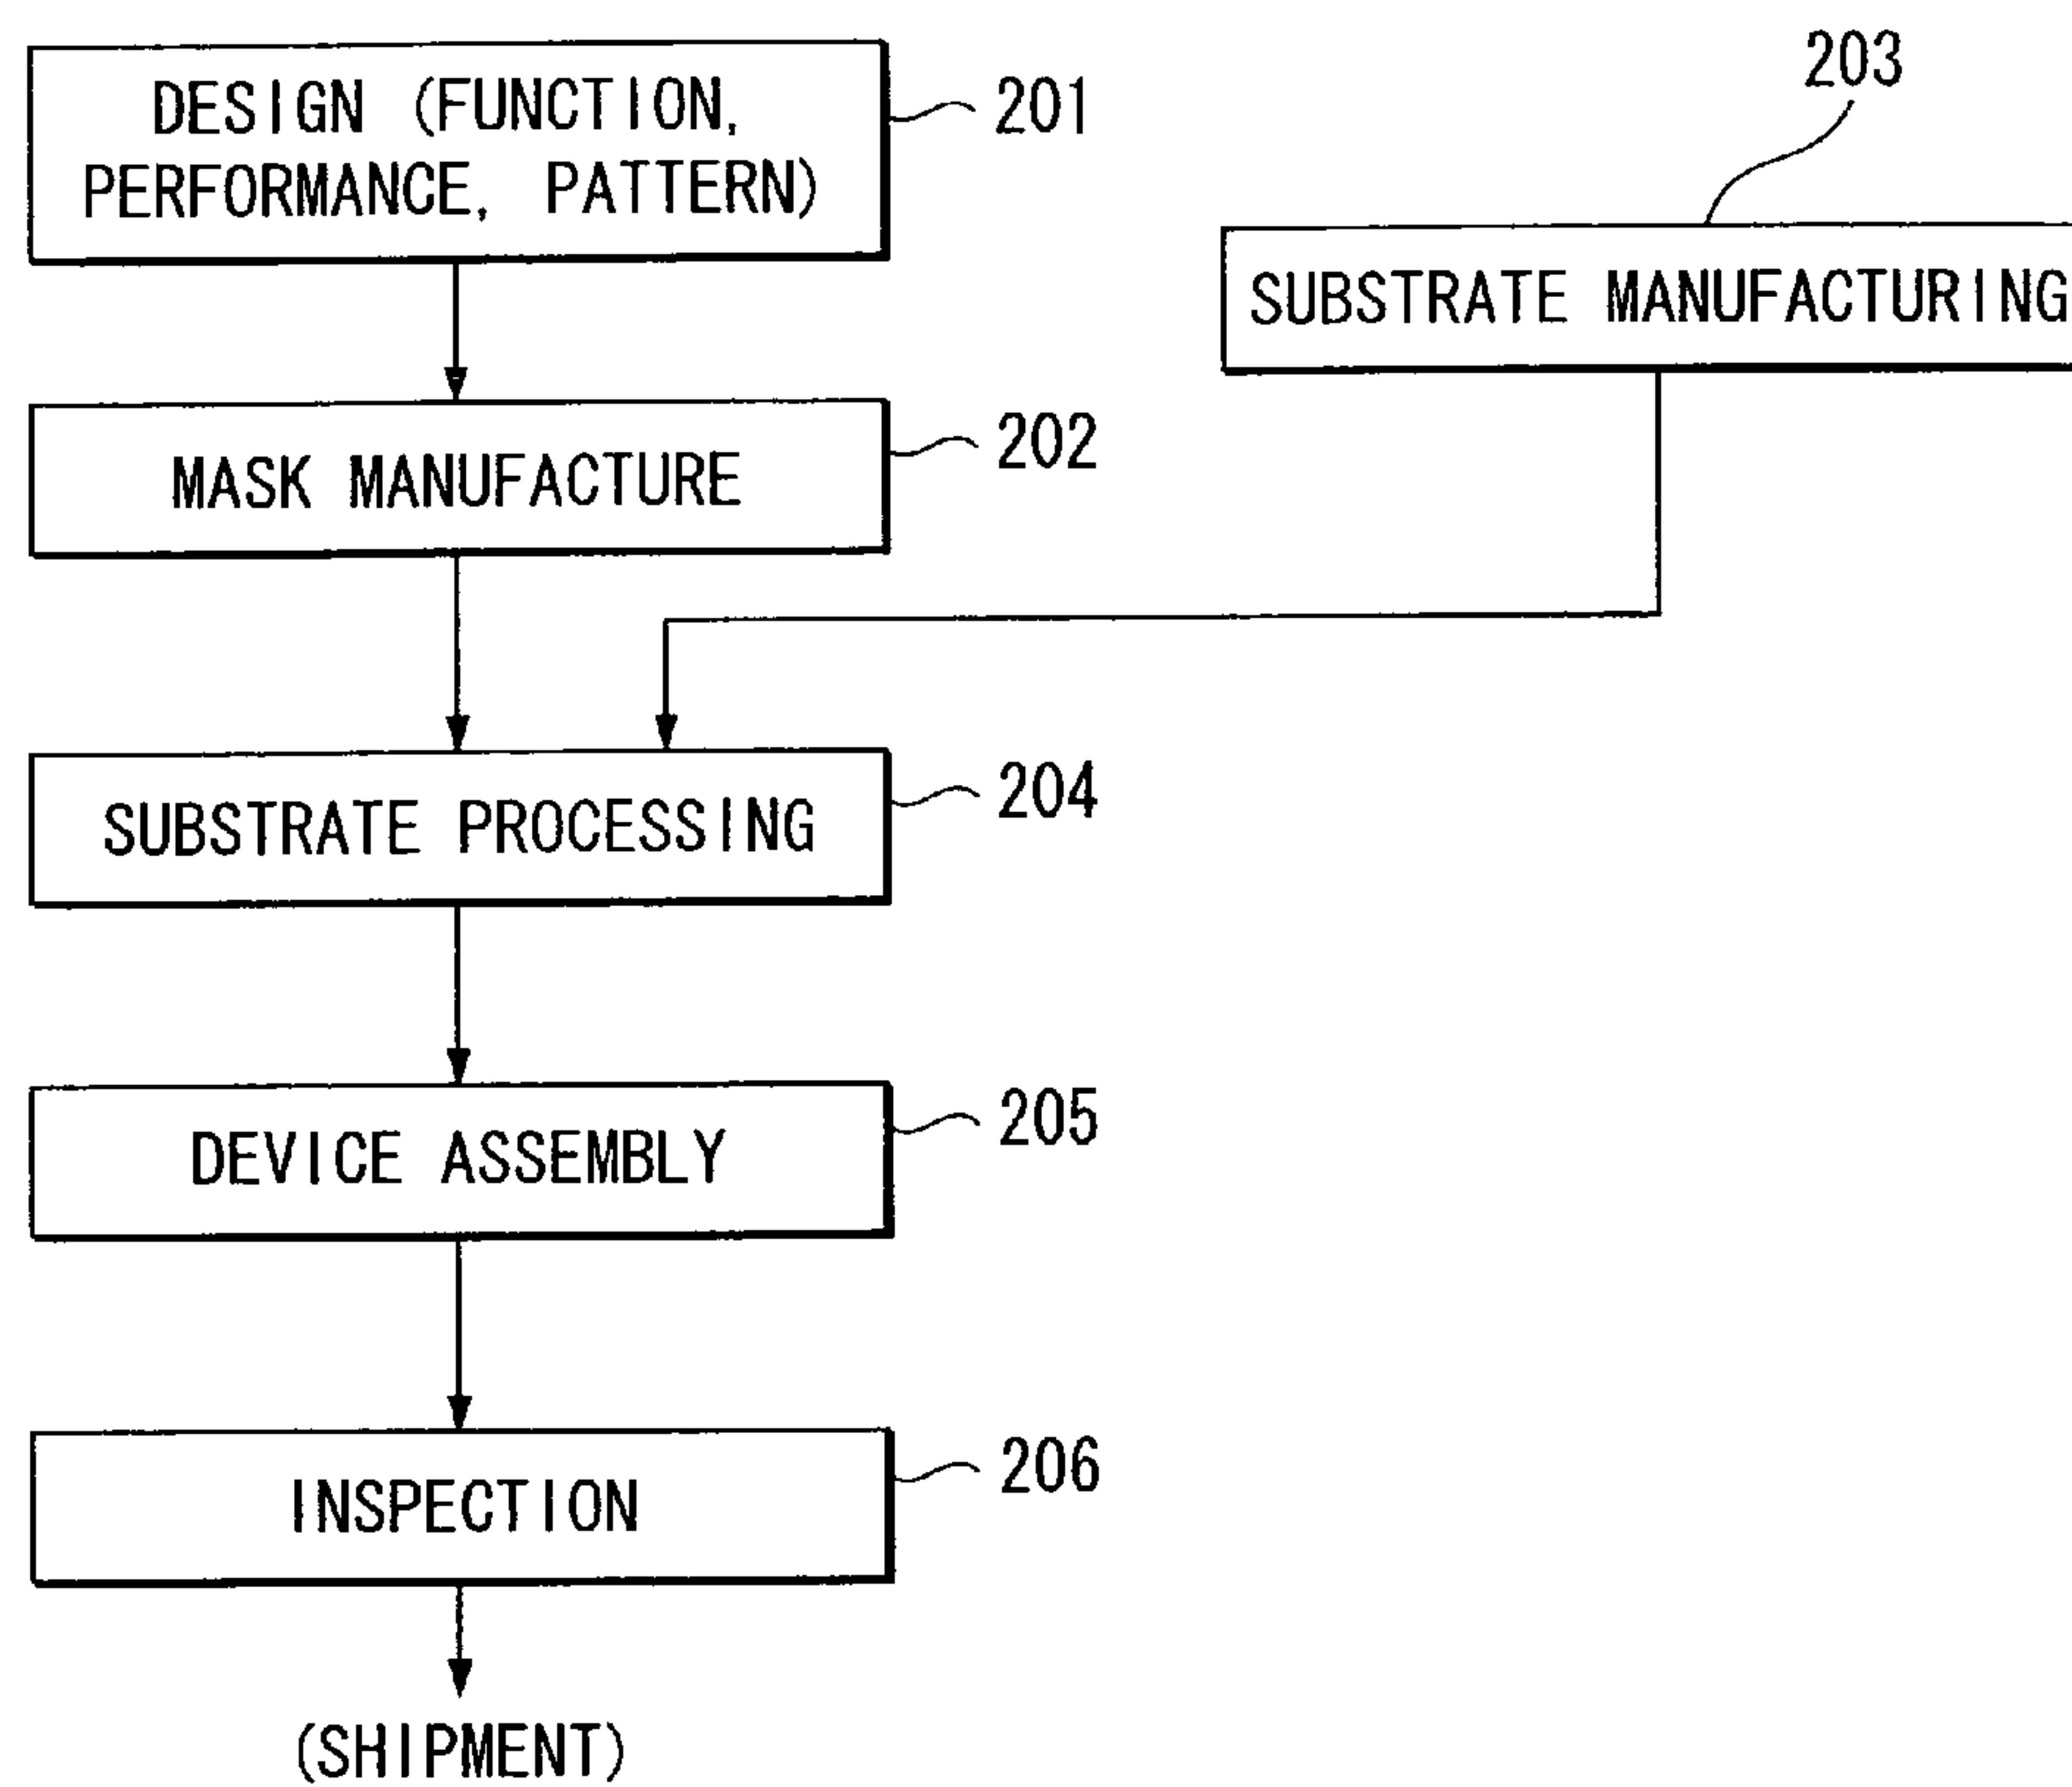 DESIGN (FUNCTION,
PERFORMANCE, PATTERN)
201
203
SUBSTRATE MANUFACTURING
MASK MANUFACTURE
202
SUBSTRATE PROCESSING
204
DEVICE ASSEMBLY
205
INSPECTION
206
(SHIPMENT)